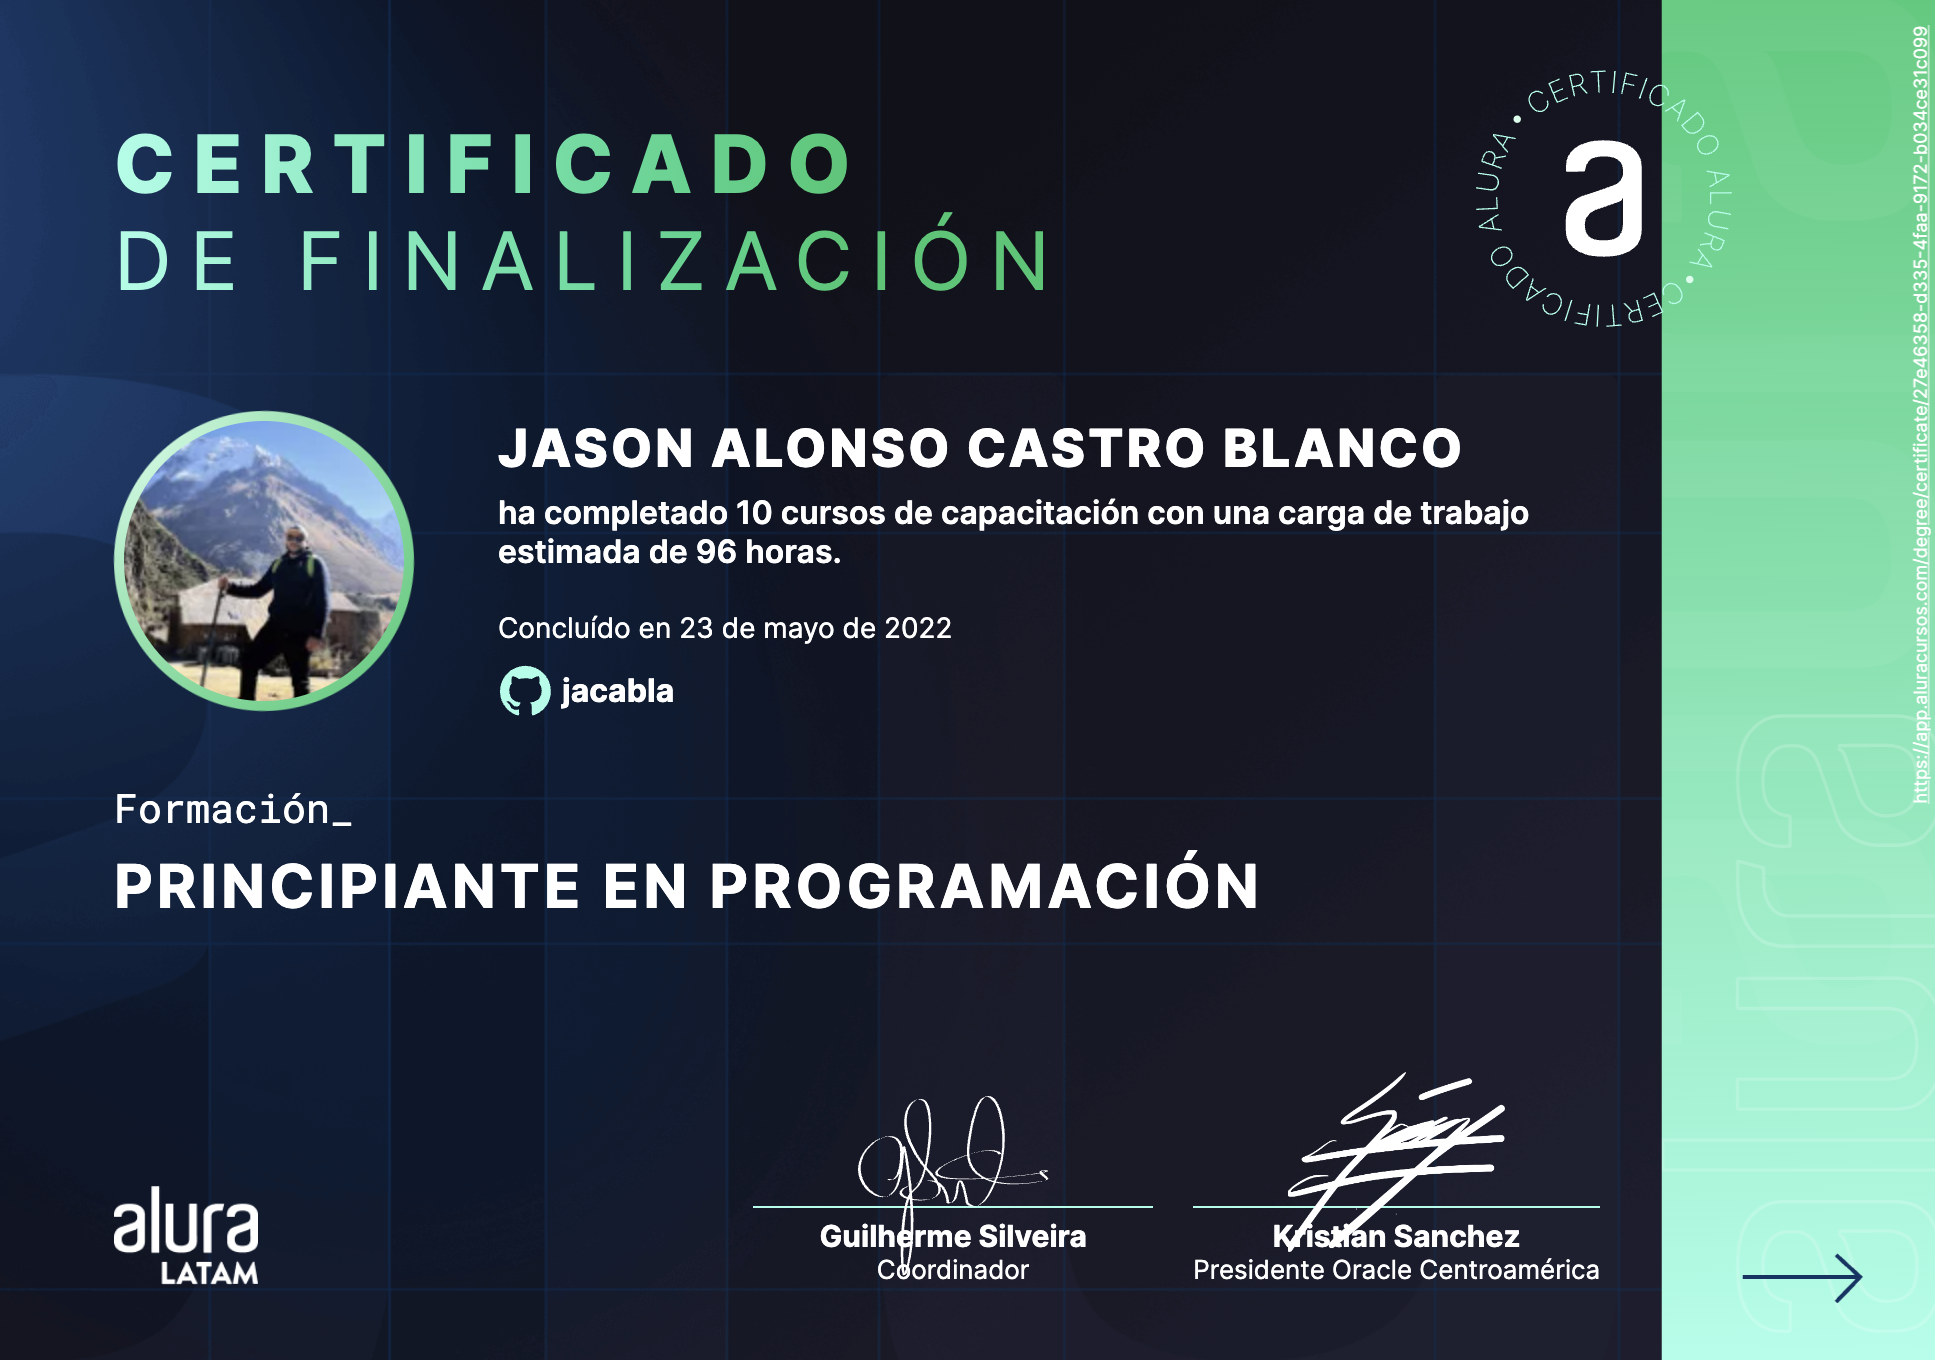 CERTIFICADO
DE FINALIZACIÓN
CERTIFICADO ALURA • CERTIFICADO ALURA •
a
JASON ALONSO CASTRO BLANCO
ha completado 10 cursos de capacitación con una carga de trabajo
estimada de 96 horas.
Concluído en 23 de mayo de 2022
jacabla
Formación_
PRINCIPIANTE EN PROGRAMACIÓN
Guilherme Silveira
Coordinador
Kristian Sanchez
Presidente Oracle Centroamérica
alura
LATAM
https://app.aluracursos.com/degree/certificate/27e46358-d335-4faa-9172-b034ce31c099
alura